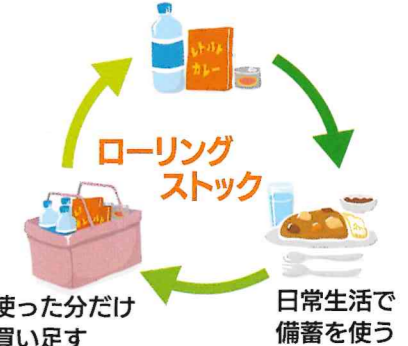 レトルト
カレー
ローリング
ストック
使った分だけ
買い足す
日常生活で
備蓄を使う